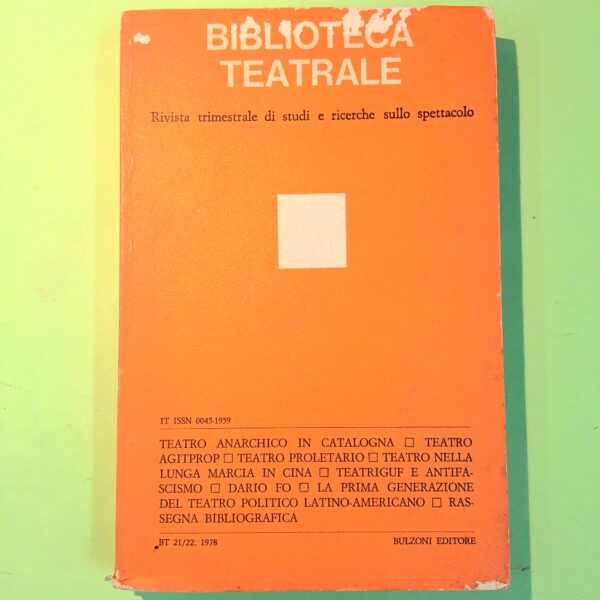 BIBLIOTECA
TEATRALE
Rivista trimestrale di studi e ricerche sullo spettacolo
IT ISSN 0045-1959
TEATRO ANARCHICO IN CATALOGNA □ TEATRO
AGITPROP □ TEATRO PROLETARIO □ TEATRO NELLA
LUNGA MARCIA IN CINA □ TEATRIGUF E ANTIFA-
SCISMO □ DARIO FO □ LA PRIMA GENERAZIONE
DEL TEATRO POLITICO LATINO-AMERICANO □ RAS-
SEGNA BIBLIOGRAFICA
BT 21/22. 1978 BULZONI EDITORE